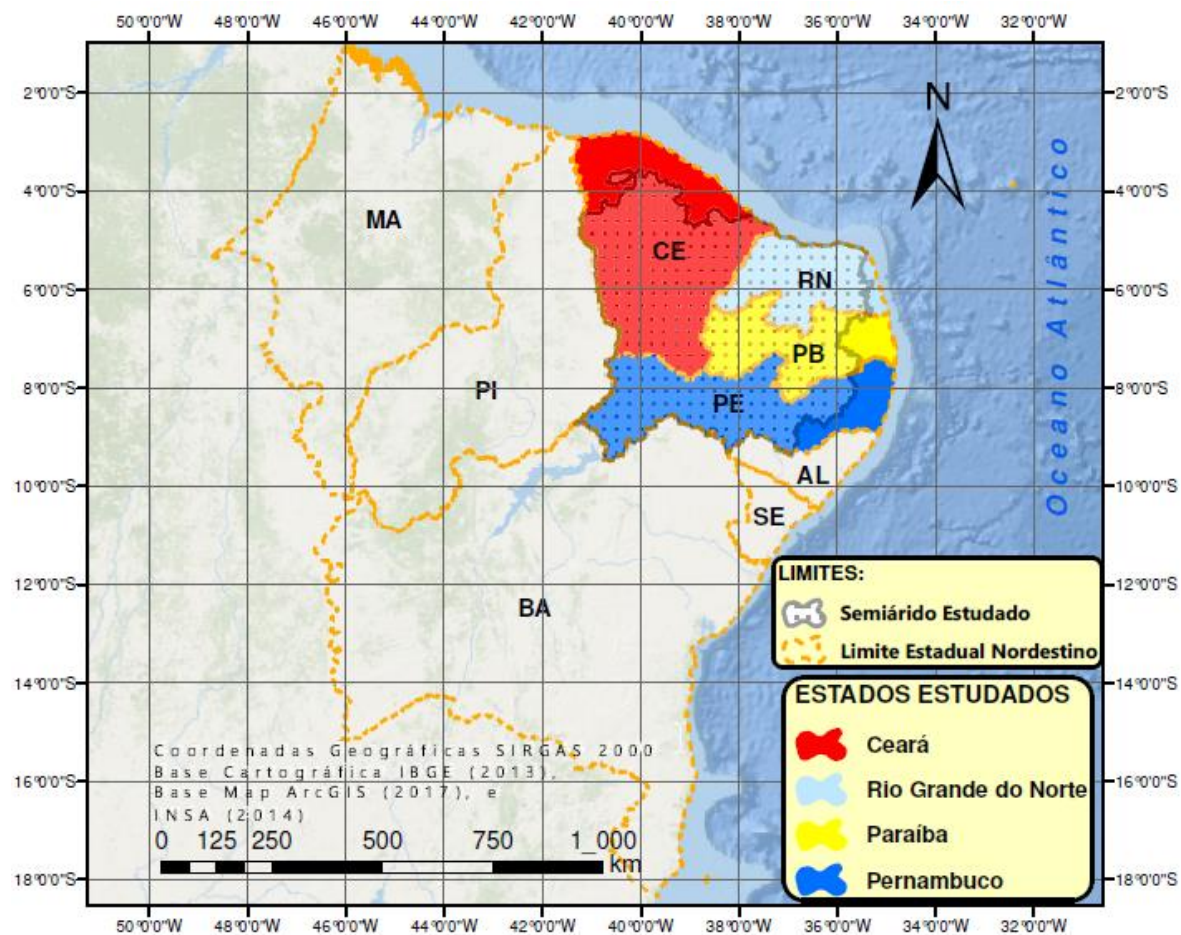 50°0'0"S 48°0'0"S 46°0'0"S 44°0'0"S 42°0'0"S 40°0'0"S 38°0'0"S 36°0'0"S 34°0'0"S 32°0'0"S
2°0'0"S 2°0'0"S
4°0'0"S 4°0'0"S
6°0'0"S 6°0'0"S
8°0'0"S 8°0'0"S
10°0'0"S 10°0'0"S
12°0'0"S 12°0'0"S
14°0'0"S 14°0'0"S
16°0'0"S 16°0'0"S
18°0'0"S 18°0'0"S
N
Oceano Atlântico
MA
CE
RN
PB
PI
PE
AL
SE
BA
LIMITES:
Semiárido Estudado
Limite Estadual Nordestino
ESTADOS ESTUDADOS
Ceará
Rio Grande do Norte
Paraíba
Pernambuco
Coordenadas Geográficas SIRGAS 2000
Base Cartográfica IBGE (2013),
Base Map ArcGIS (2017), e
INSA (2014)
0 125 250 500 750 1_000
km
50°0'0"S 48°0'0"S 46°0'0"S 44°0'0"S 42°0'0"S 40°0'0"S 38°0'0"S 36°0'0"S 34°0'0"S 32°0'0"S